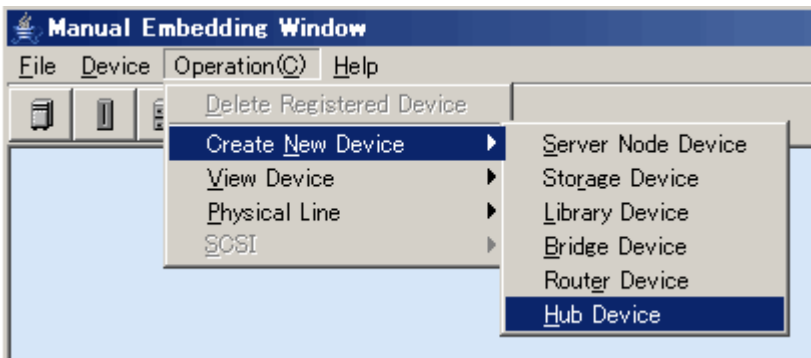 Manual Embedding Window
File Device Operation(C) Help
Delete Registered Device
Create New Device
Server Node Device
View Device
Storage Device
Physical Line
Library Device
SCSI
Bridge Device
Router Device
Hub Device